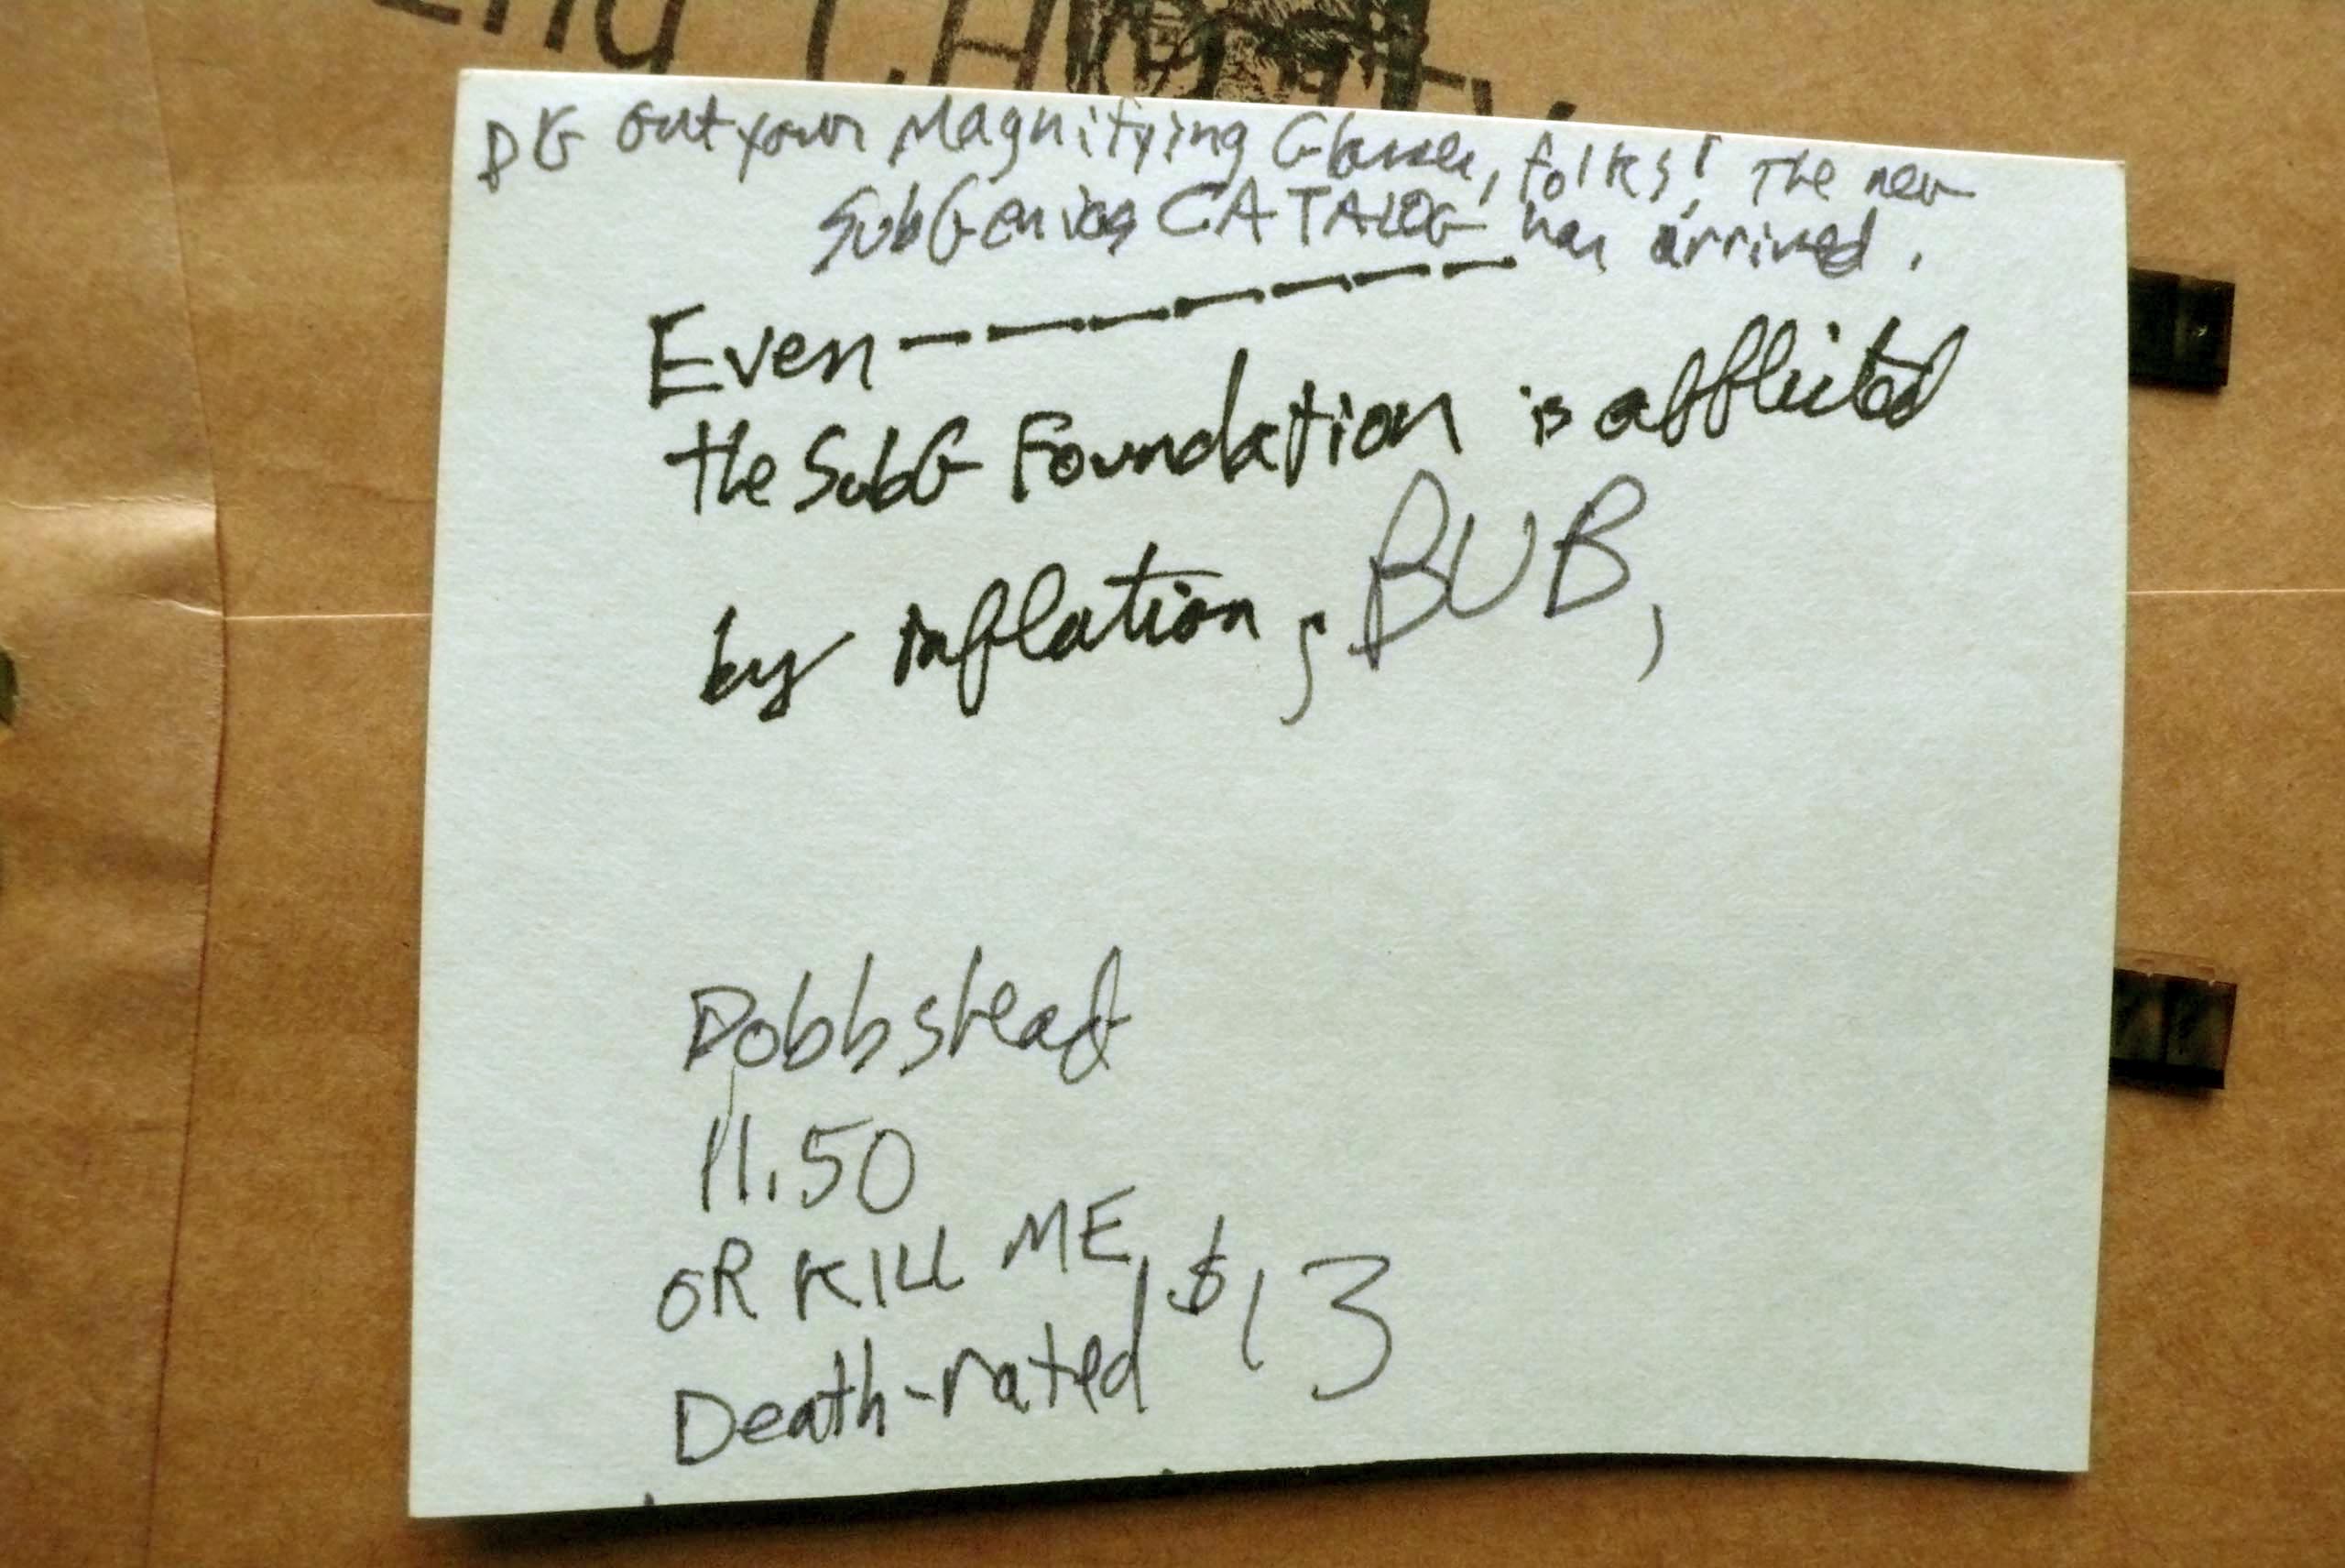 DIG out your Magnifying Glasses, folks! The new
SubGenius CATALOG has arrived.
Even — — — — — — —
the SubG Foundation is afflicted
by inflation, BUB,
Dobbshead
11.50
OR KILL ME
Death-rated $13